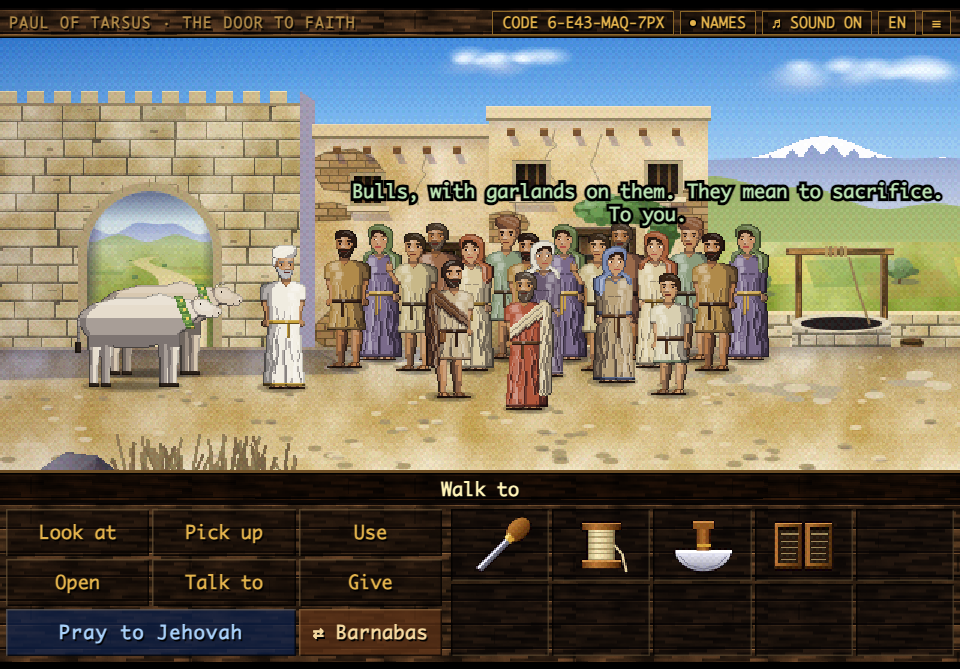 PAUL OF TARSUS · THE DOOR TO FAITH
CODE 6-E43-MAQ-7PX
• NAMES
♬ SOUND ON
EN
≡
Bulls, with garlands on them. They mean to sacrifice.
To you.
Walk to
Look at
Pick up
Use
Open
Talk to
Give
Pray to Jehovah
⇄ Barnabas